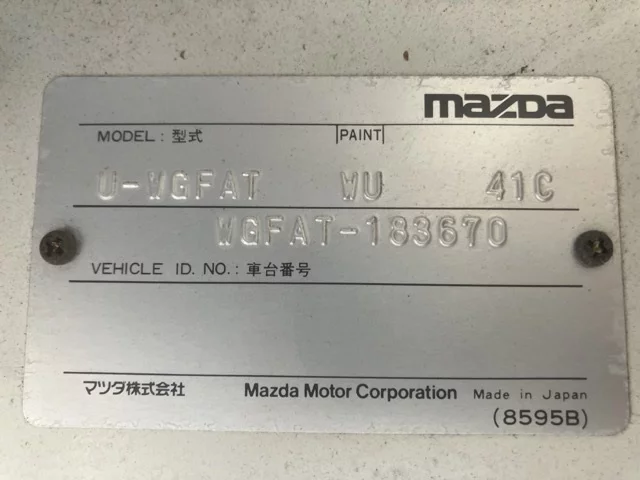 mazda
MODEL: 型式 PAINT
U-WGFAT WU 41C
WGFAT-183670
VEHICLE ID. NO.: 車台番号
マツダ株式会社 Mazda Motor Corporation Made in Japan
(8595B)